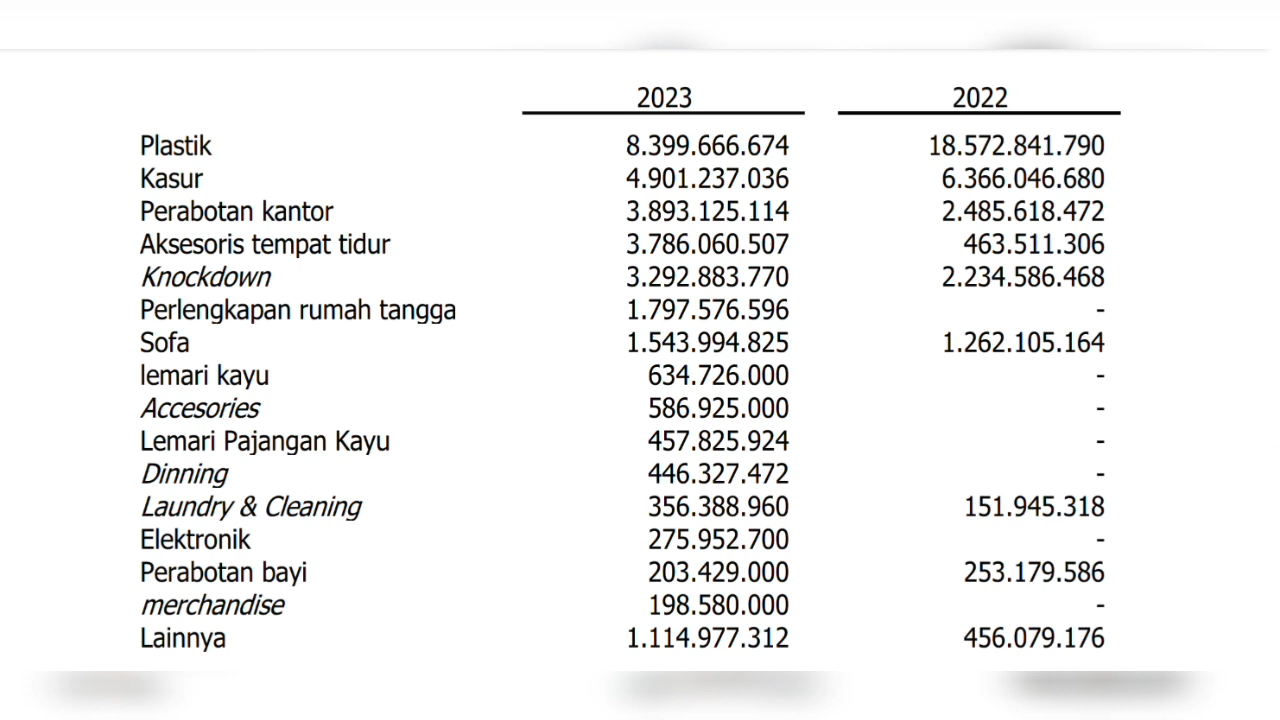 2023 2022
Plastik 8.399.666.674 18.572.841.790
Kasur 4.901.237.036 6.366.046.680
Perabotan kantor 3.893.125.114 2.485.618.472
Aksesoris tempat tidur 3.786.060.507 463.511.306
Knockdown 3.292.883.770 2.234.586.468
Perlengkapan rumah tangga 1.797.576.596 -
Sofa 1.543.994.825 1.262.105.164
lemari kayu 634.726.000 -
Accesories 586.925.000 -
Lemari Pajangan Kayu 457.825.924 -
Dinning 446.327.472 -
Laundry & Cleaning 356.388.960 151.945.318
Elektronik 275.952.700 -
Perabotan bayi 203.429.000 253.179.586
merchandise 198.580.000 -
Lainnya 1.114.977.312 456.079.176